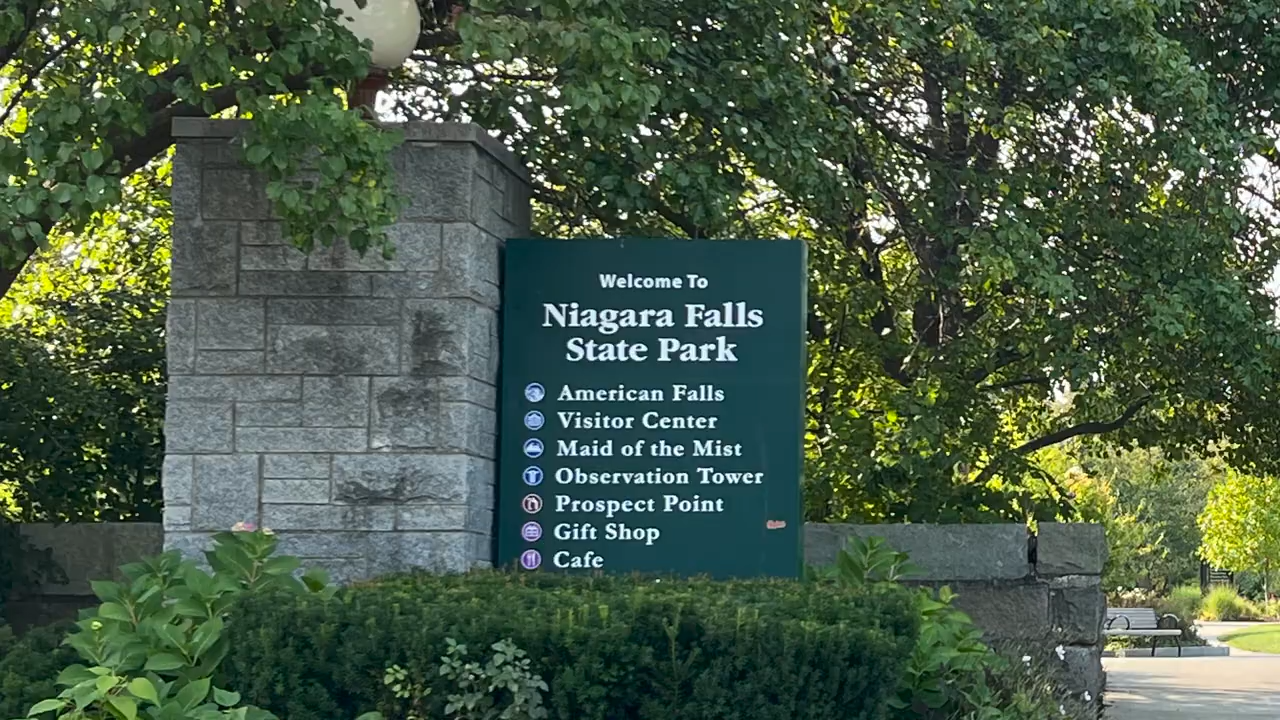 Welcome To
Niagara Falls
State Park
American Falls
Visitor Center
Maid of the Mist
Observation Tower
Prospect Point
Gift Shop
Cafe